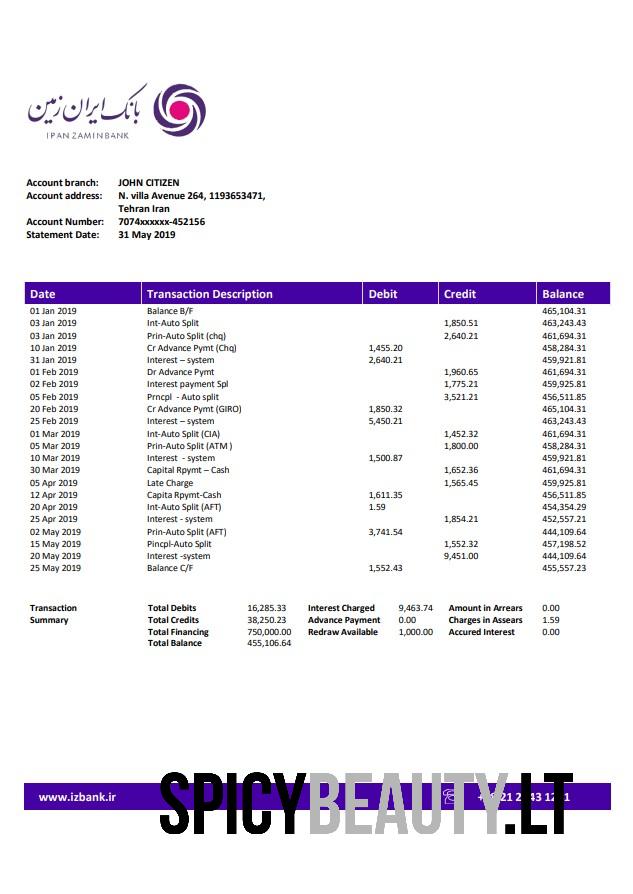 بانک ایران زمین
IPANZAMINBANK
Account branch: JOHN CITIZEN
Account address: N. villa Avenue 264, 1193653471,
Tehran Iran
Account Number: 7074xxxxxx-452156
Statement Date: 31 May 2019
Date Transaction Description Debit Credit Balance
01 Jan 2019 Balance B/F 465,104.31
03 Jan 2019 Int-Auto Split 1,850.51 463,243.43
03 Jan 2019 Prin-Auto Split (chq) 2,640.21 461,694.31
10 Jan 2019 Cr Advance Pymt (Chq) 1,455.20 458,284.31
31 Jan 2019 Interest – system 2,640.21 459,921.81
01 Feb 2019 Dr Advance Pymt 1,960.65 461,694.31
02 Feb 2019 Interest payment Spl 1,775.21 459,925.81
05 Feb 2019 Prncpl - Auto split 3,521.21 456,511.85
20 Feb 2019 Cr Advance Pymt (GIRO) 1,850.32 465,104.31
25 Feb 2019 Interest – system 5,450.21 463,243.43
01 Mar 2019 Int-Auto Split (CIA) 1,452.32 461,694.31
05 Mar 2019 Prin-Auto Split (ATM ) 1,800.00 458,284.31
10 Mar 2019 Interest - system 1,500.87 459,921.81
30 Mar 2019 Capital Rpymt – Cash 1,652.36 461,694.31
05 Apr 2019 Late Charge 1,565.45 459,925.81
12 Apr 2019 Capita Rpymt-Cash 1,611.35 456,511.85
20 Apr 2019 Int-Auto Split (AFT) 1.59 454,354.29
25 Apr 2019 Interest - system 1,854.21 452,557.21
02 May 2019 Prin-Auto Split (AFT) 3,741.54 444,109.64
15 May 2019 Pincpl-Auto Split 1,552.32 457,198.52
20 May 2019 Interest -system 9,451.00 444,109.64
25 May 2019 Balance C/F 1,552.43 455,557.23
Transaction Total Debits 16,285.33 Interest Charged 9,463.74 Amount in Arrears 0.00
Summary Total Credits 38,250.23 Advance Payment 0.00 Charges in Assears 1.59
Total Financing 750,000.00 Redraw Available 1,000.00 Accured Interest 0.00
Total Balance 455,106.64
www.izbank.ir
SPICYBEAUTY.LT